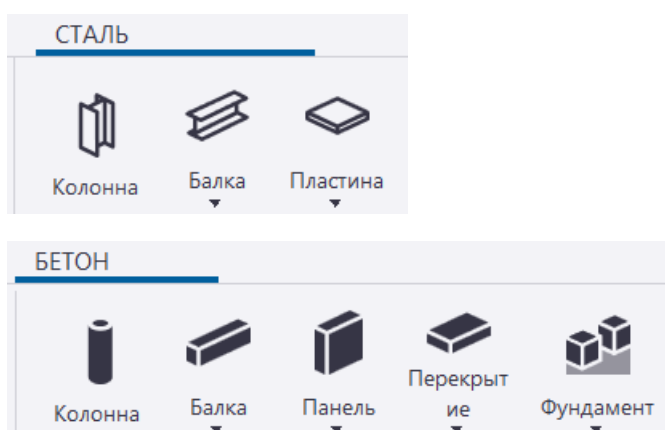 СТАЛЬ
Колонна Балка Пластина
БЕТОН
Колонна Балка Панель Перекрыт
ие Фундамент